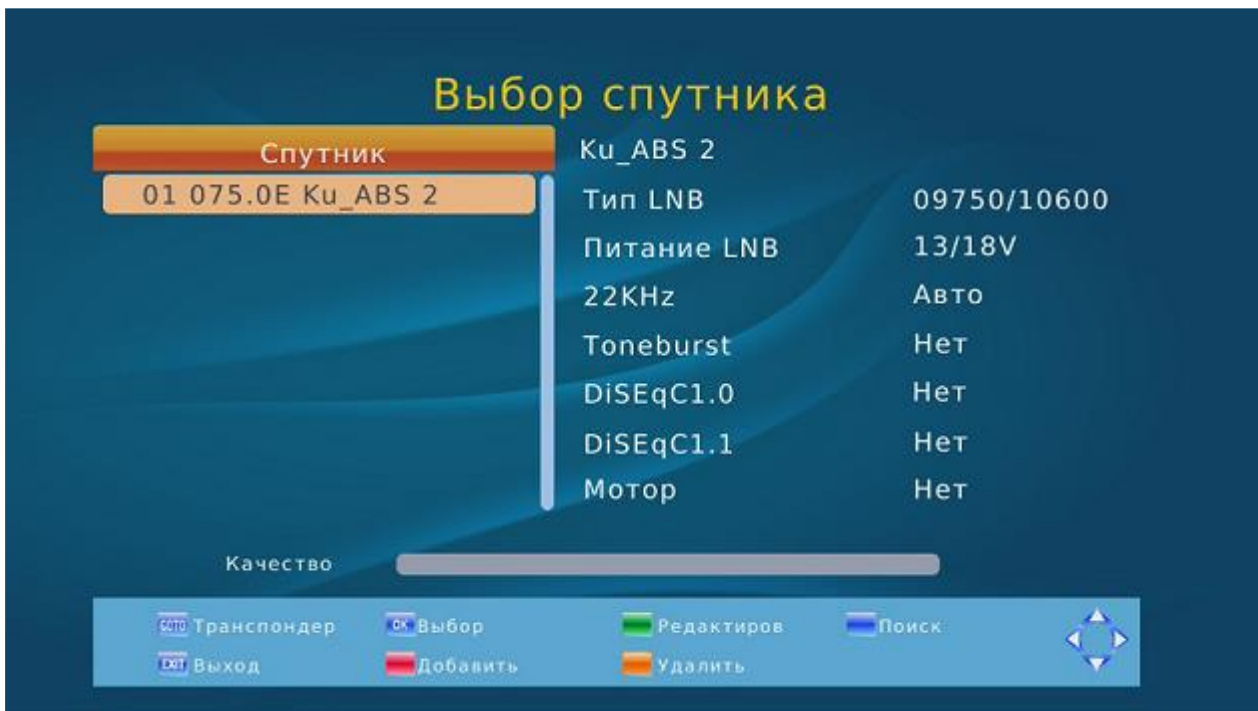 Выбор спутника
Спутник
01 075.0E Ku_ABS 2
Ku_ABS 2
Тип LNB 09750/10600
Питание LNB 13/18V
22KHz Авто
Toneburst Нет
DiSEqC1.0 Нет
DiSEqC1.1 Нет
Мотор Нет
Качество
GOTO Транспондер OK Выбор Редактиров Поиск
EXIT Выход Добавить Удалить